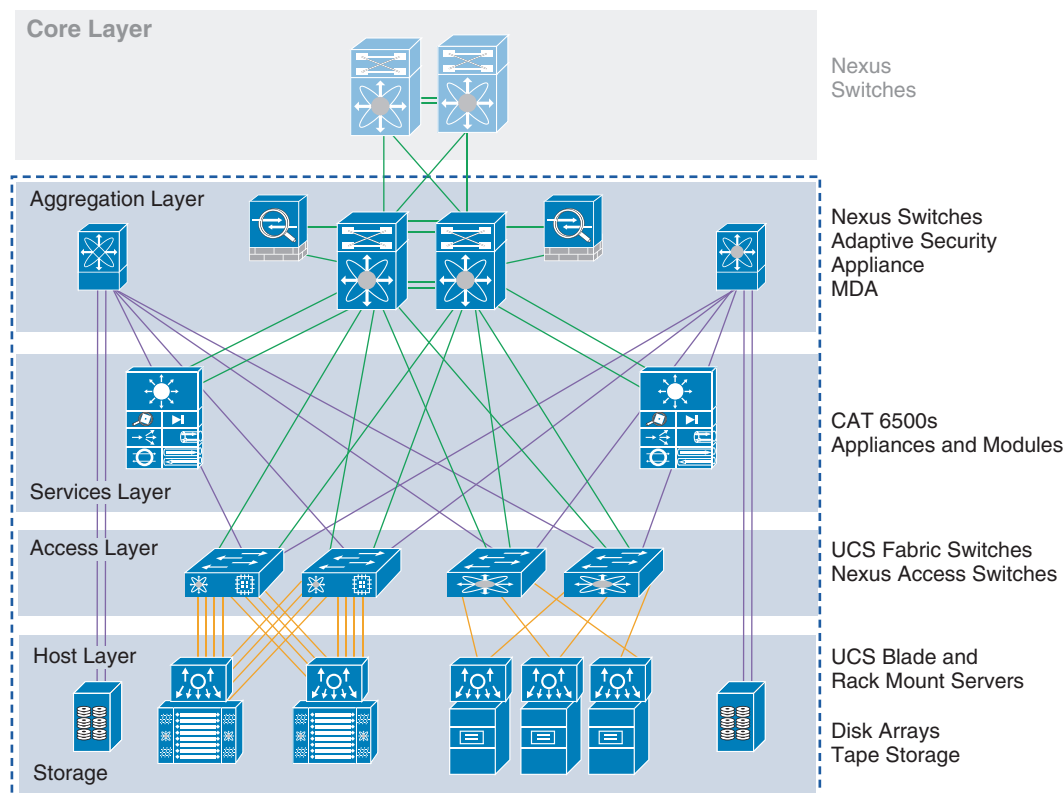 Core Layer
Nexus
Switches
Aggregation Layer
Nexus Switches
Adaptive Security
Appliance
MDA
CAT 6500s
Appliances and Modules
Services Layer
Access Layer
UCS Fabric Switches
Nexus Access Switches
Host Layer
UCS Blade and
Rack Mount Servers
Disk Arrays
Tape Storage
Storage